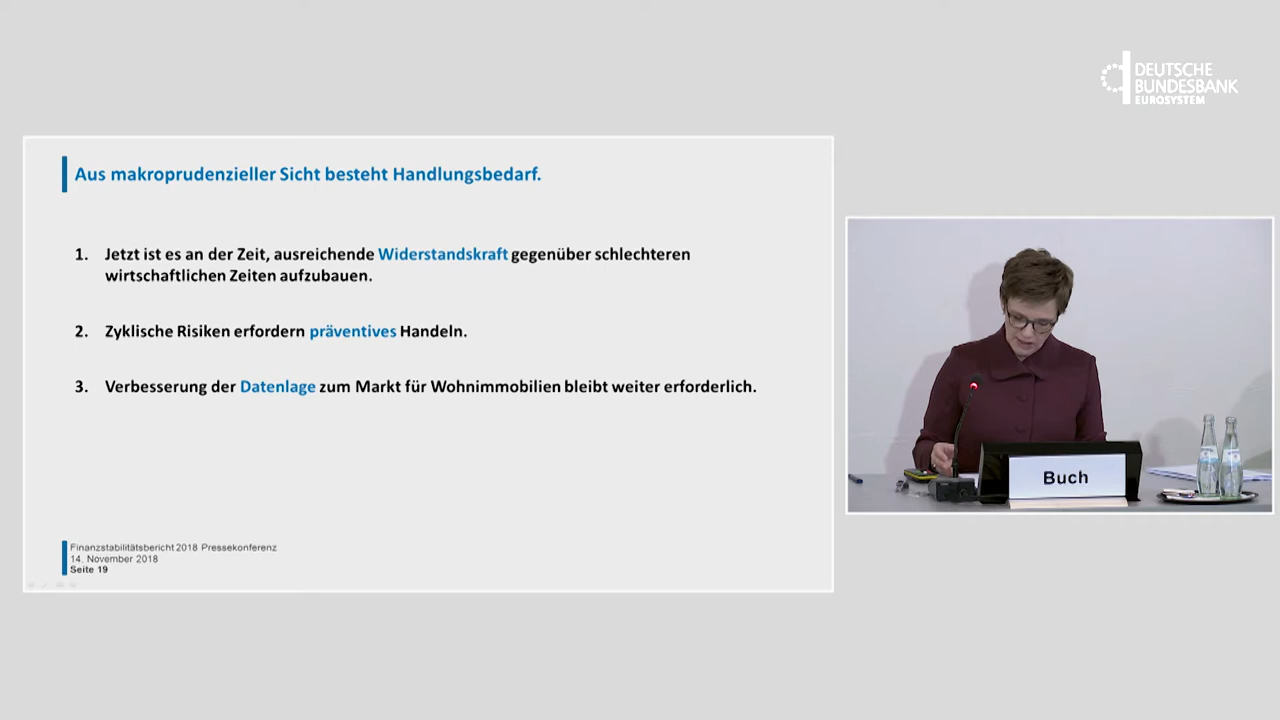 DEUTSCHE
BUNDESBANK
EUROSYSTEM
Aus makroprudenzieller Sicht besteht Handlungsbedarf.
1. Jetzt ist es an der Zeit, ausreichende Widerstandskraft gegenüber schlechteren
wirtschaftlichen Zeiten aufzubauen.
2. Zyklische Risiken erfordern präventives Handeln.
3. Verbesserung der Datenlage zum Markt für Wohnimmobilien bleibt weiter erforderlich.
Finanzstabilitätsbericht 2018 Pressekonferenz
14. November 2018
Seite 19
Buch